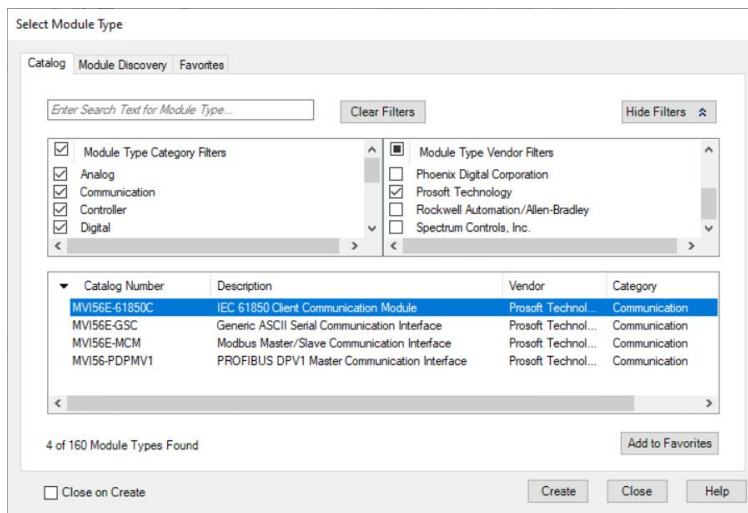 Select Module Type
Catalog Module Discovery Favorites
Enter Search Text for Module Type... Clear Filters Hide Filters
Module Type Category Filters
Analog
Communication
Controller
Digital
Module Type Vendor Filters
Phoenix Digital Corporation
Prosoft Technology
Rockwell Automation/Allen-Bradley
Spectrum Controls, Inc.
Catalog Number Description Vendor Category
MVI56E-61850C IEC 61850 Client Communication Module Prosoft Technol... Communication
MVI56E-GSC Generic ASCII Serial Communication Interface Prosoft Technol... Communication
MVI56E-MCM Modbus Master/Slave Communication Interface Prosoft Technol... Communication
MVI56-PDPMV1 PROFIBUS DPV1 Master Communication Interface Prosoft Technol... Communication
4 of 160 Module Types Found Add to Favorites
Close on Create Create Close Help